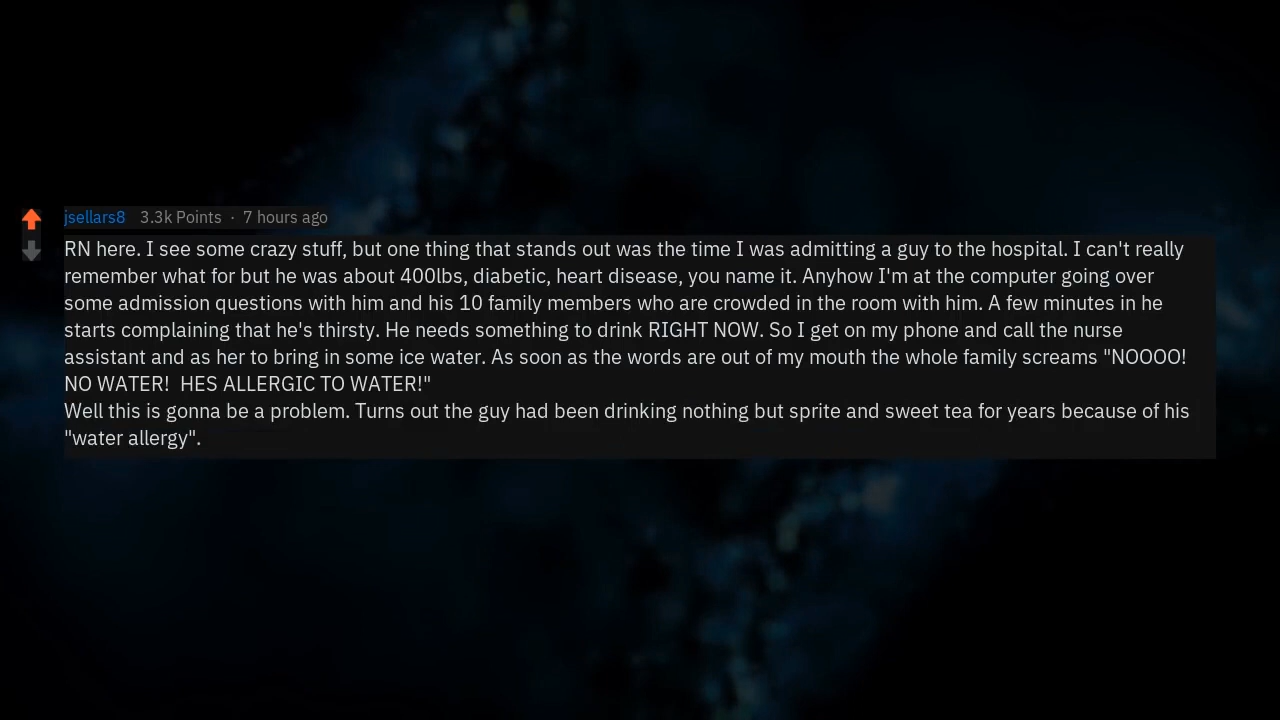 jsellars8 3.3k Points · 7 hours ago
RN here. I see some crazy stuff, but one thing that stands out was the time I was admitting a guy to the hospital. I can't really
remember what for but he was about 400lbs, diabetic, heart disease, you name it. Anyhow I'm at the computer going over
some admission questions with him and his 10 family members who are crowded in the room with him. A few minutes in he
starts complaining that he's thirsty. He needs something to drink RIGHT NOW. So I get on my phone and call the nurse
assistant and as her to bring in some ice water. As soon as the words are out of my mouth the whole family screams "NOOOO!
NO WATER!  HES ALLERGIC TO WATER!"
Well this is gonna be a problem. Turns out the guy had been drinking nothing but sprite and sweet tea for years because of his
"water allergy".